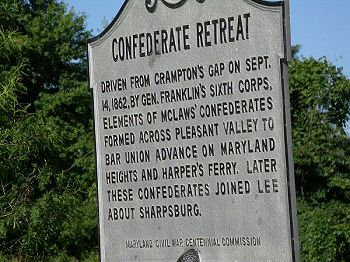 CONFEDERATE RETREAT
DRIVEN FROM CRAMPTON'S GAP ON SEPT.
14, 1862, BY GEN. FRANKLIN'S SIXTH CORPS,
ELEMENTS OF MCLAWS' CONFEDERATES
FORMED ACROSS PLEASANT VALLEY TO
BAR UNION ADVANCE ON MARYLAND
HEIGHTS AND HARPER'S FERRY. LATER
THESE CONFEDERATES JOINED LEE
ABOUT SHARPSBURG.
MARYLAND CIVIL WAR CENTENNIAL COMMISSION